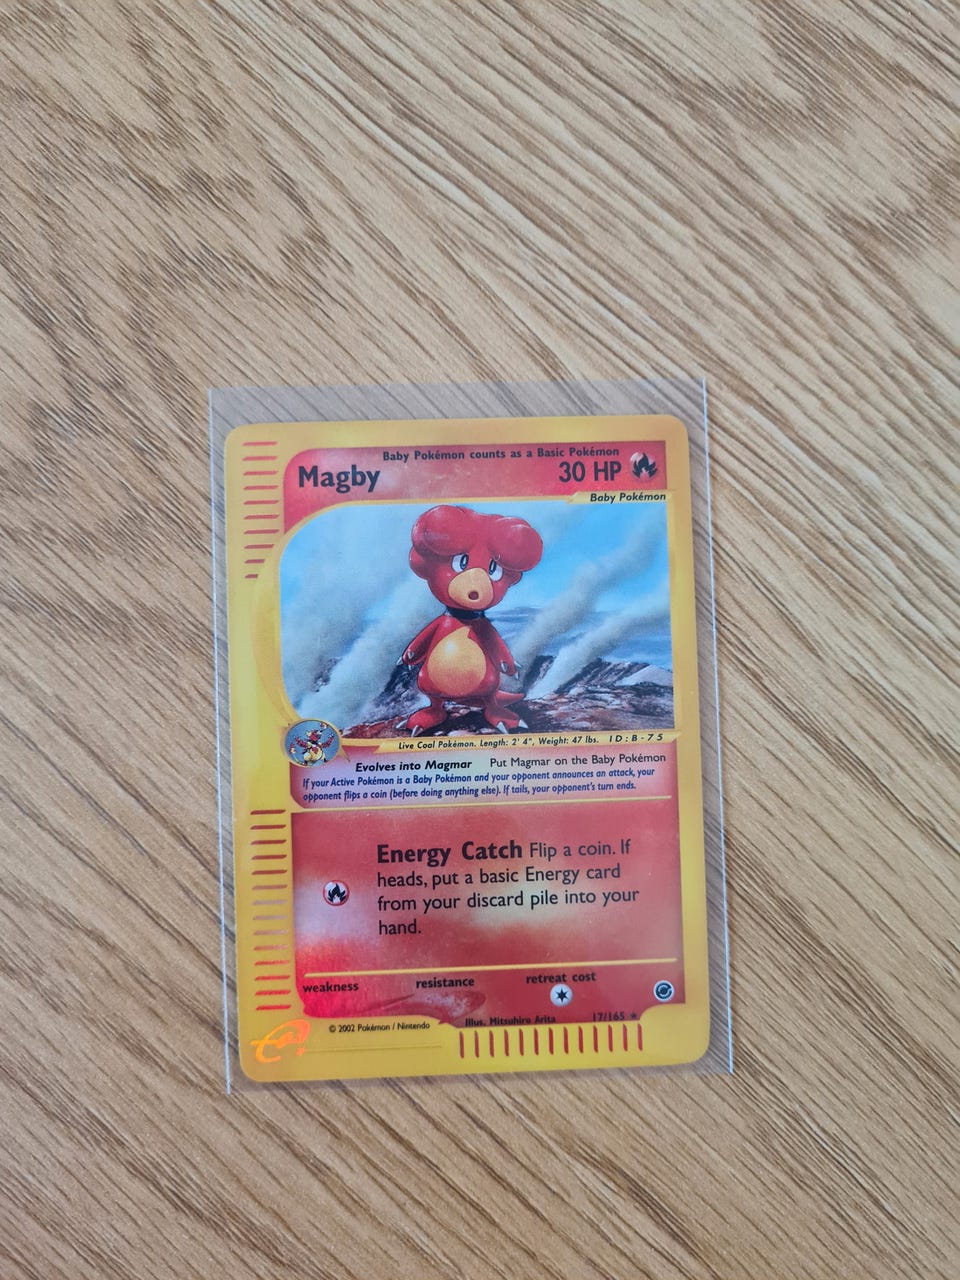 Baby Pokémon counts as a Basic Pokémon
Magby 30 HP
Baby Pokémon
Live Coal Pokémon. Length: 2' 4", Weight: 47 lbs. ID:B-75
Evolves into Magmar Put Magmar on the Baby Pokémon
If your Active Pokémon is a Baby Pokémon and your opponent announces an attack, your
opponent flips a coin (before doing anything else). If tails, your opponent's turn ends.
Energy Catch Flip a coin. If
heads, put a basic Energy card
from your discard pile into your
hand.
weakness resistance retreat cost
Illus. Mitsuhiro Arita 17/165 ★
© 2002 Pokémon / Nintendo